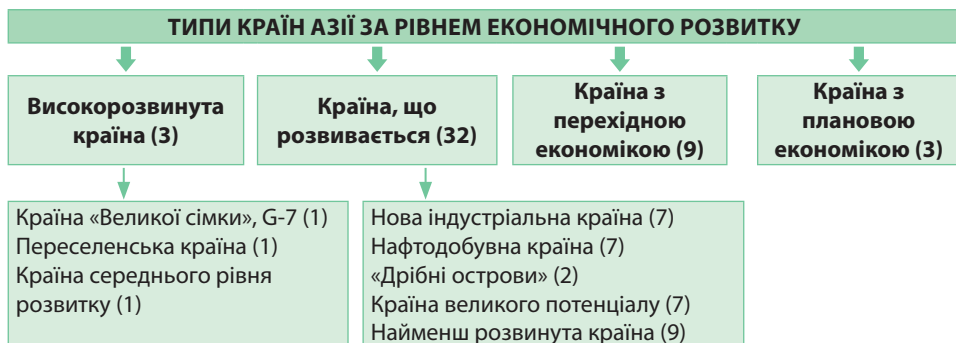 ТИПИ КРАЇН АЗІЇ ЗА РІВНЕМ ЕКОНОМІЧНОГО РОЗВИТКУ
Високорозвинута
країна (3)
Країна, що
розвивається (32)
Країна з
перехідною
економікою (9)
Країна з
плановою
економікою (3)
Країна «Великої сімки», G-7 (1)
Переселенська країна (1)
Країна середнього рівня
розвитку (1)
Нова індустріальна країна (7)
Нафтодобувна країна (7)
«Дрібні острови» (2)
Країна великого потенціалу (7)
Найменш розвинута країна (9)